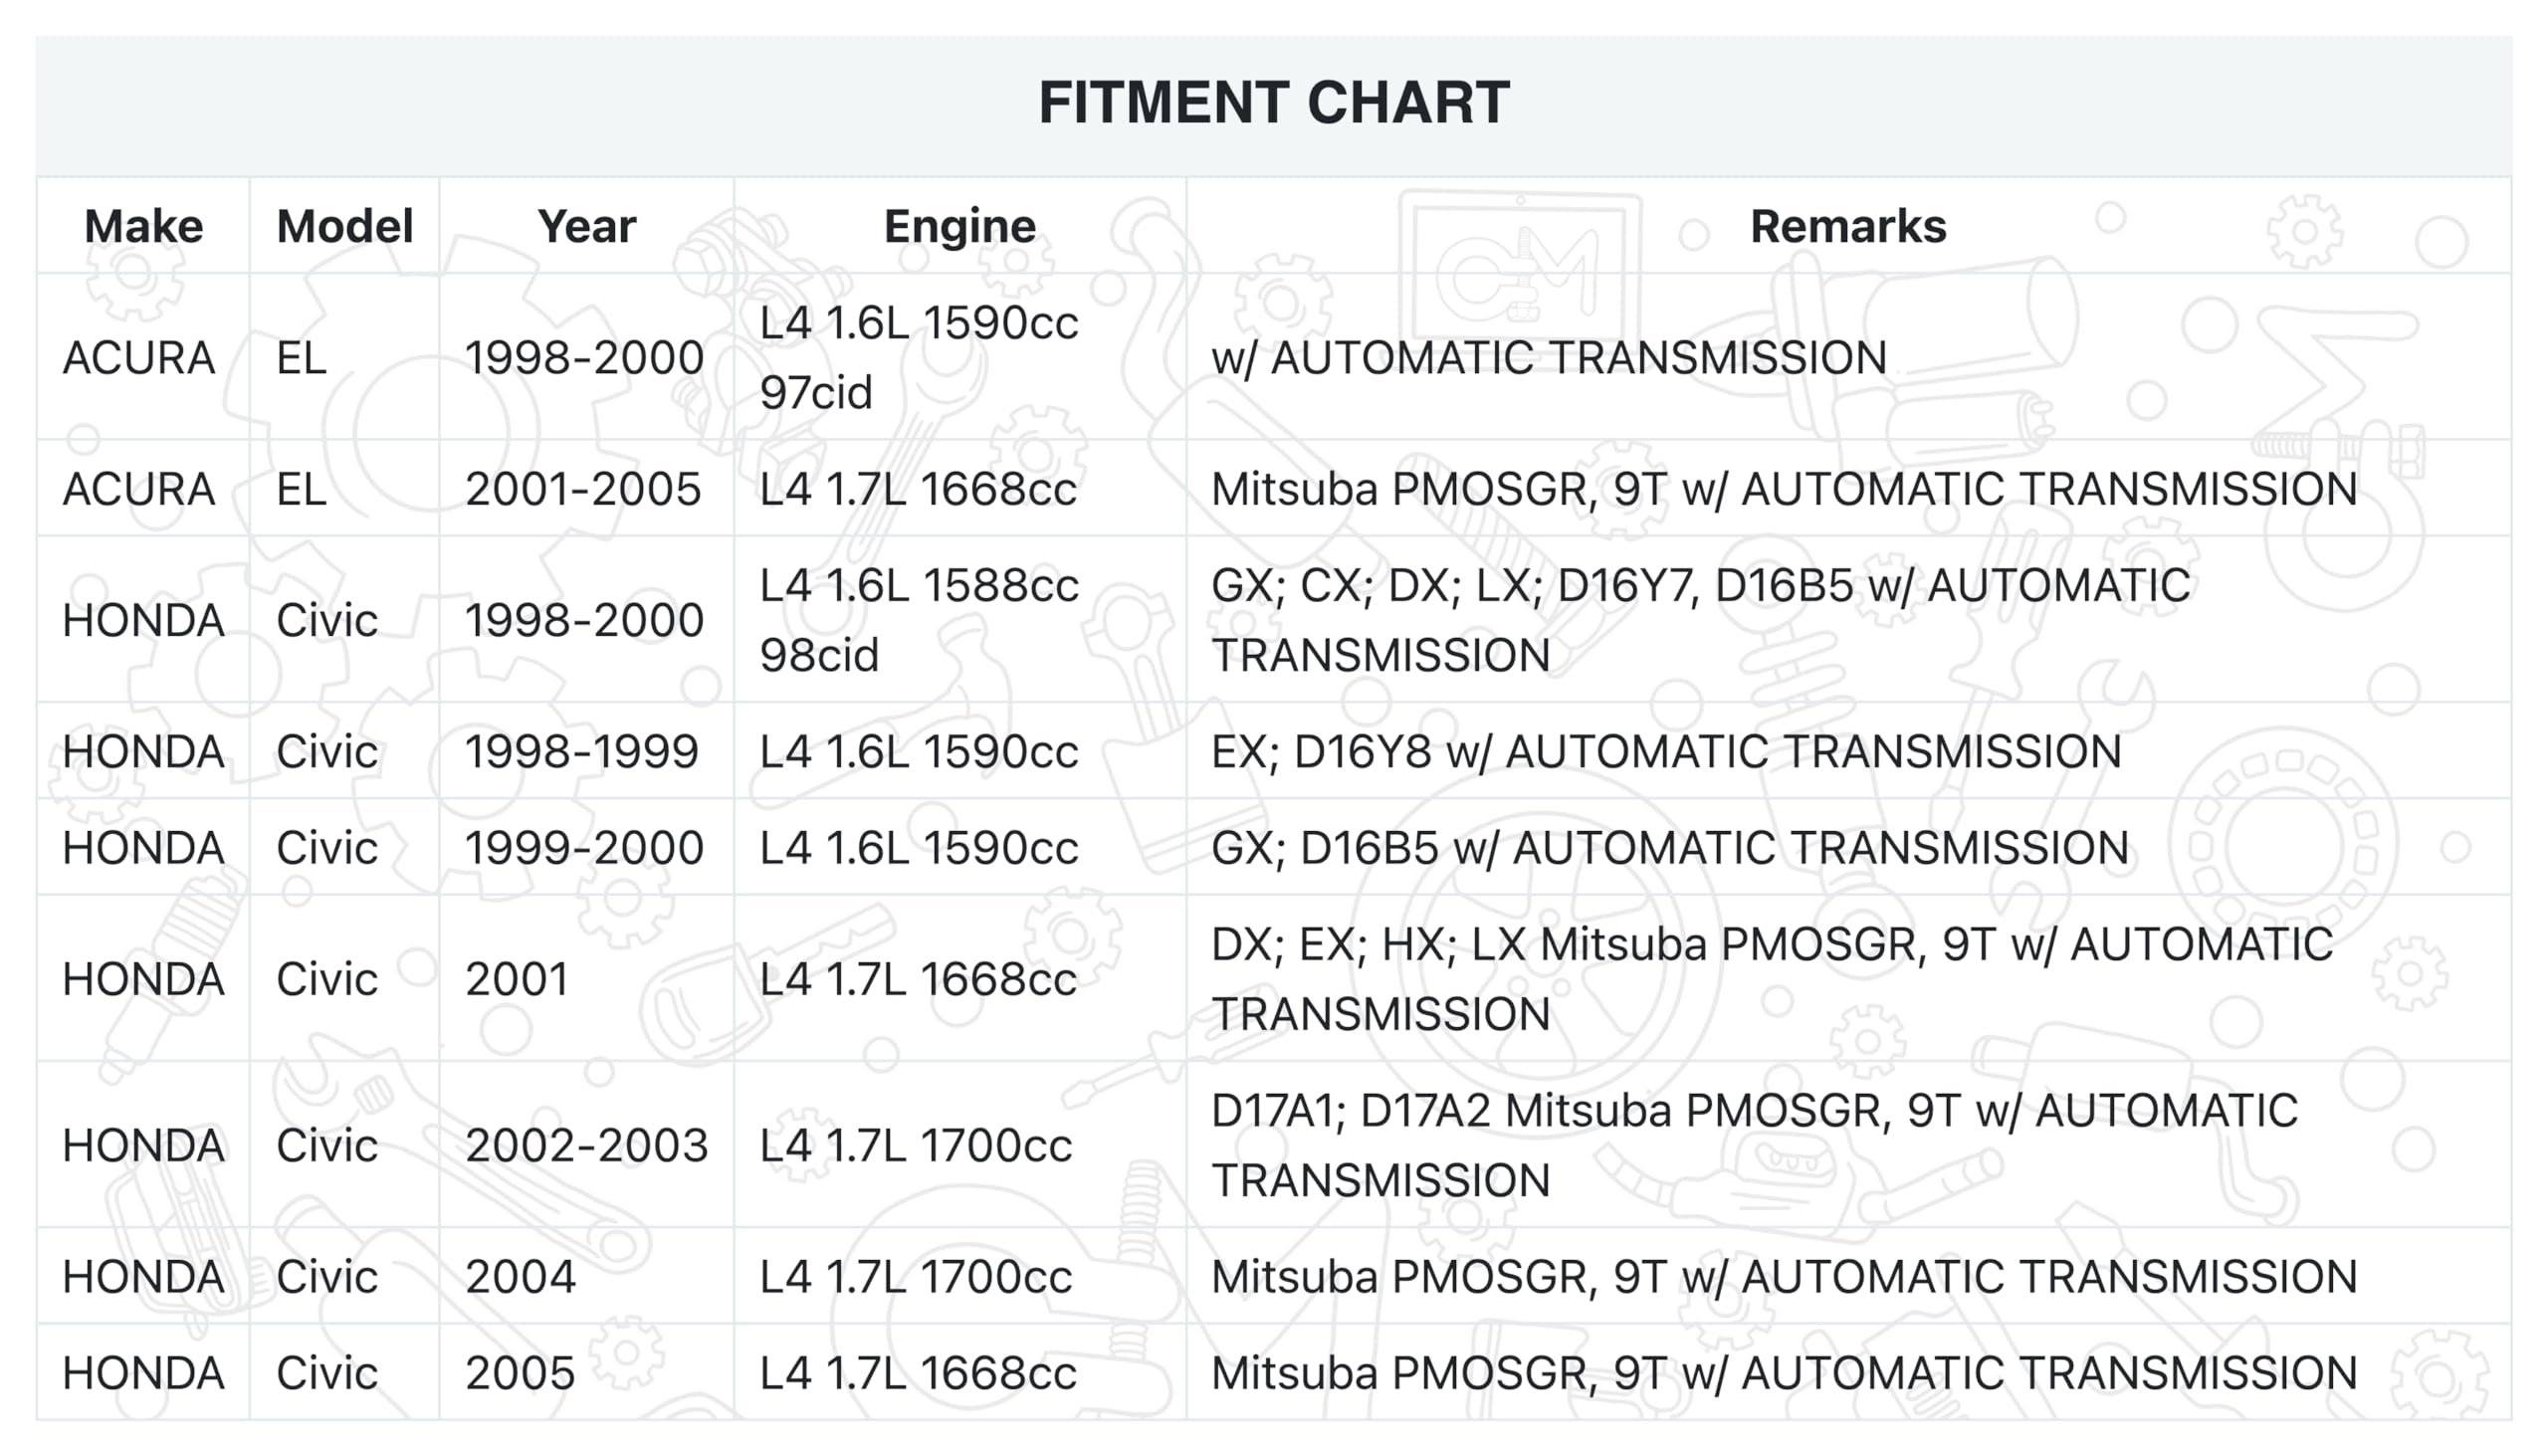 FITMENT CHART
Make Model Year Engine Remarks
ACURA EL 1998-2000 L4 1.6L 1590cc
97cid w/ AUTOMATIC TRANSMISSION
ACURA EL 2001-2005 L4 1.7L 1668cc Mitsuba PMOSGR, 9T w/ AUTOMATIC TRANSMISSION
HONDA Civic 1998-2000 L4 1.6L 1588cc
98cid GX; CX; DX; LX; D16Y7, D16B5 w/ AUTOMATIC
TRANSMISSION
HONDA Civic 1998-1999 L4 1.6L 1590cc EX; D16Y8 w/ AUTOMATIC TRANSMISSION
HONDA Civic 1999-2000 L4 1.6L 1590cc GX; D16B5 w/ AUTOMATIC TRANSMISSION
HONDA Civic 2001 L4 1.7L 1668cc DX; EX; HX; LX Mitsuba PMOSGR, 9T w/ AUTOMATIC
TRANSMISSION
HONDA Civic 2002-2003 L4 1.7L 1700cc D17A1; D17A2 Mitsuba PMOSGR, 9T w/ AUTOMATIC
TRANSMISSION
HONDA Civic 2004 L4 1.7L 1700cc Mitsuba PMOSGR, 9T w/ AUTOMATIC TRANSMISSION
HONDA Civic 2005 L4 1.7L 1668cc Mitsuba PMOSGR, 9T w/ AUTOMATIC TRANSMISSION